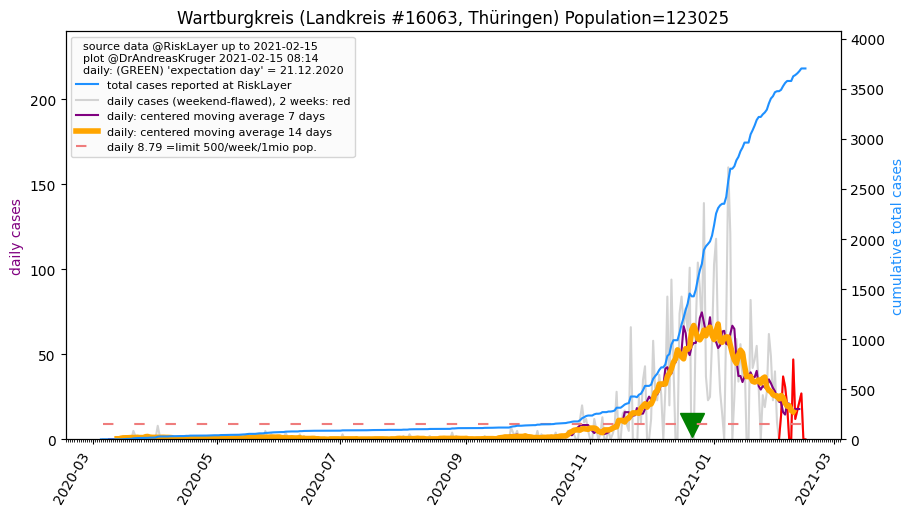 Wartburgkreis (Landkreis #16063, Thüringen) Population=123025
source data @RiskLayer up to 2021-02-15
plot @DrAndreasKruger 2021-02-15 08:14
daily: (GREEN) 'expectation day' = 21.12.2020
total cases reported at RiskLayer
daily cases (weekend-flawed), 2 weeks: red
daily: centered moving average 7 days
daily: centered moving average 14 days
daily 8.79 =limit 500/week/1mio pop.
daily cases
200
150
100
50
0
cumulative total cases
4000
3500
3000
2500
2000
1500
1000
500
0
2020-03
2020-05
2020-07
2020-09
2020-11
2021-01
2021-03